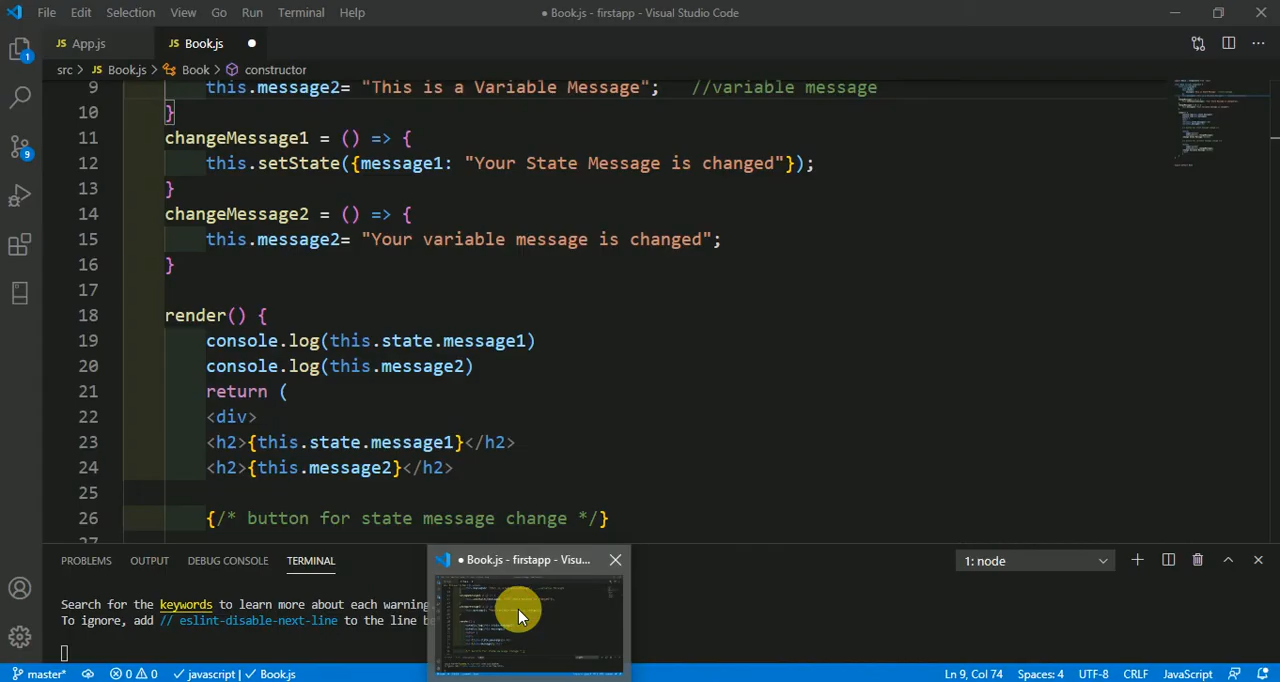 File Edit Selection View Go Run Terminal Help ● Book.js - firstapp - Visual Studio Code
JS App.js JS Book.js ●
src > JS Book.js > Book > constructor
9 this.message2= "This is a Variable Message"; //variable message
10 }
11 changeMessage1 = () => {
12 this.setState({message1: "Your State Message is changed"});
13 }
14 changeMessage2 = () => {
15 this.message2= "Your variable message is changed";
16 }
17
18 render() {
19 console.log(this.state.message1)
20 console.log(this.message2)
21 return (
22 <div>
23 <h2>{this.state.message1}</h2>
24 <h2>{this.message2}</h2>
25
26 {/* button for state message change */}
27
PROBLEMS OUTPUT DEBUG CONSOLE TERMINAL 1: node
● Book.js - firstapp - Visu...
Search for the keywords to learn more about each warning.
To ignore, add // eslint-disable-next-line to the line be
master* 0 0 javascript | Book.js Ln 9, Col 74 Spaces: 4 UTF-8 CRLF JavaScript
1
9